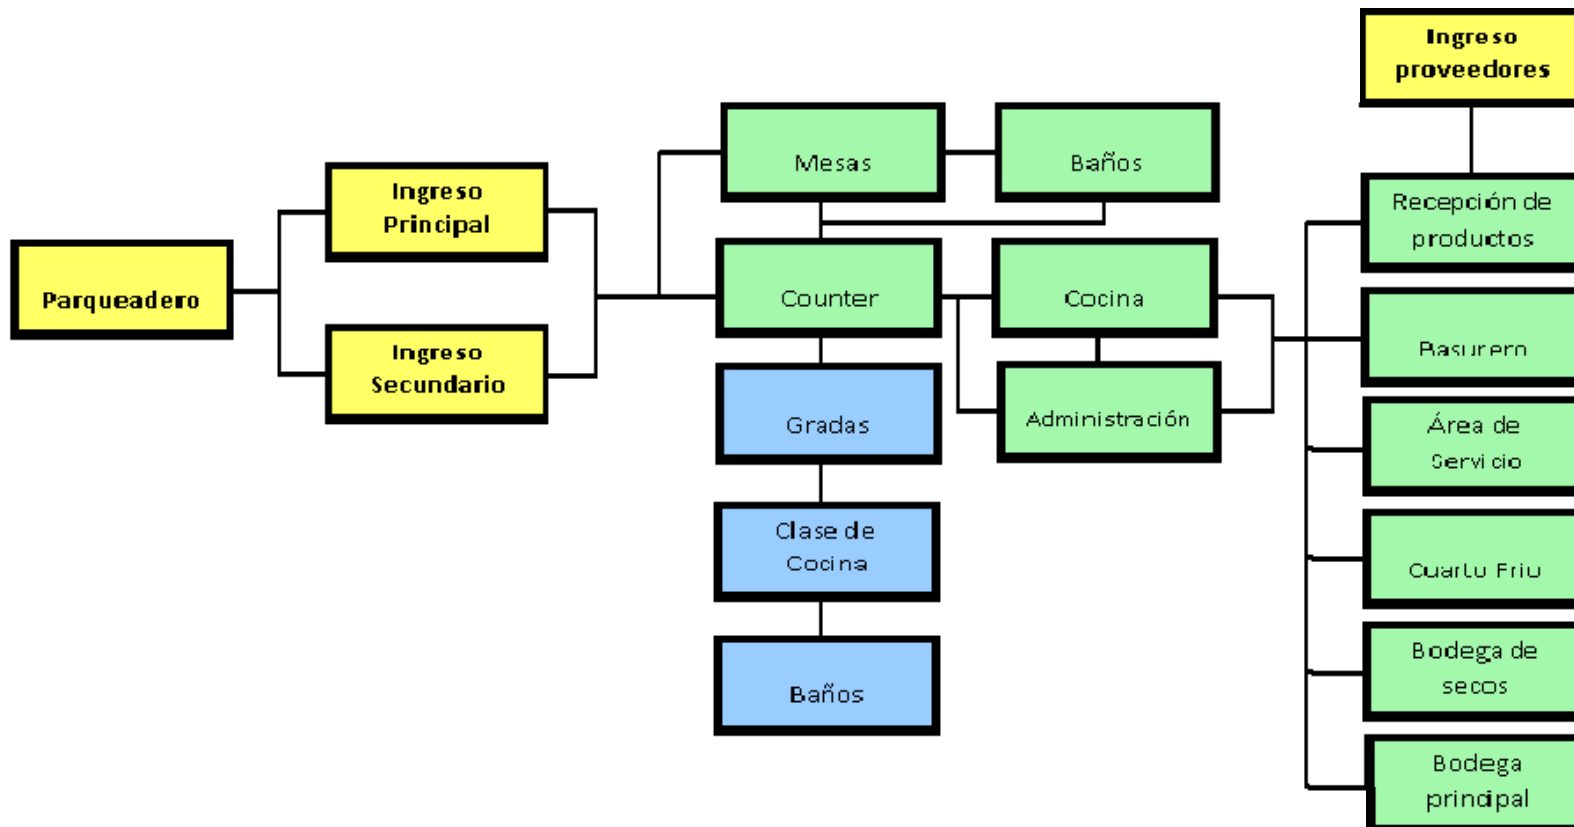 Ingreso
proveedores
Mesas
Baños
Ingreso
Principal
Recepción de
productos
Parqueadero
Counter
Cocina
Ingreso
Secundario
Basurero
Gradas
Administración
Área de
Servicio
Clase de
Cocina
Cuarto Frio
Baños
Bodega de
secos
Bodega
principal